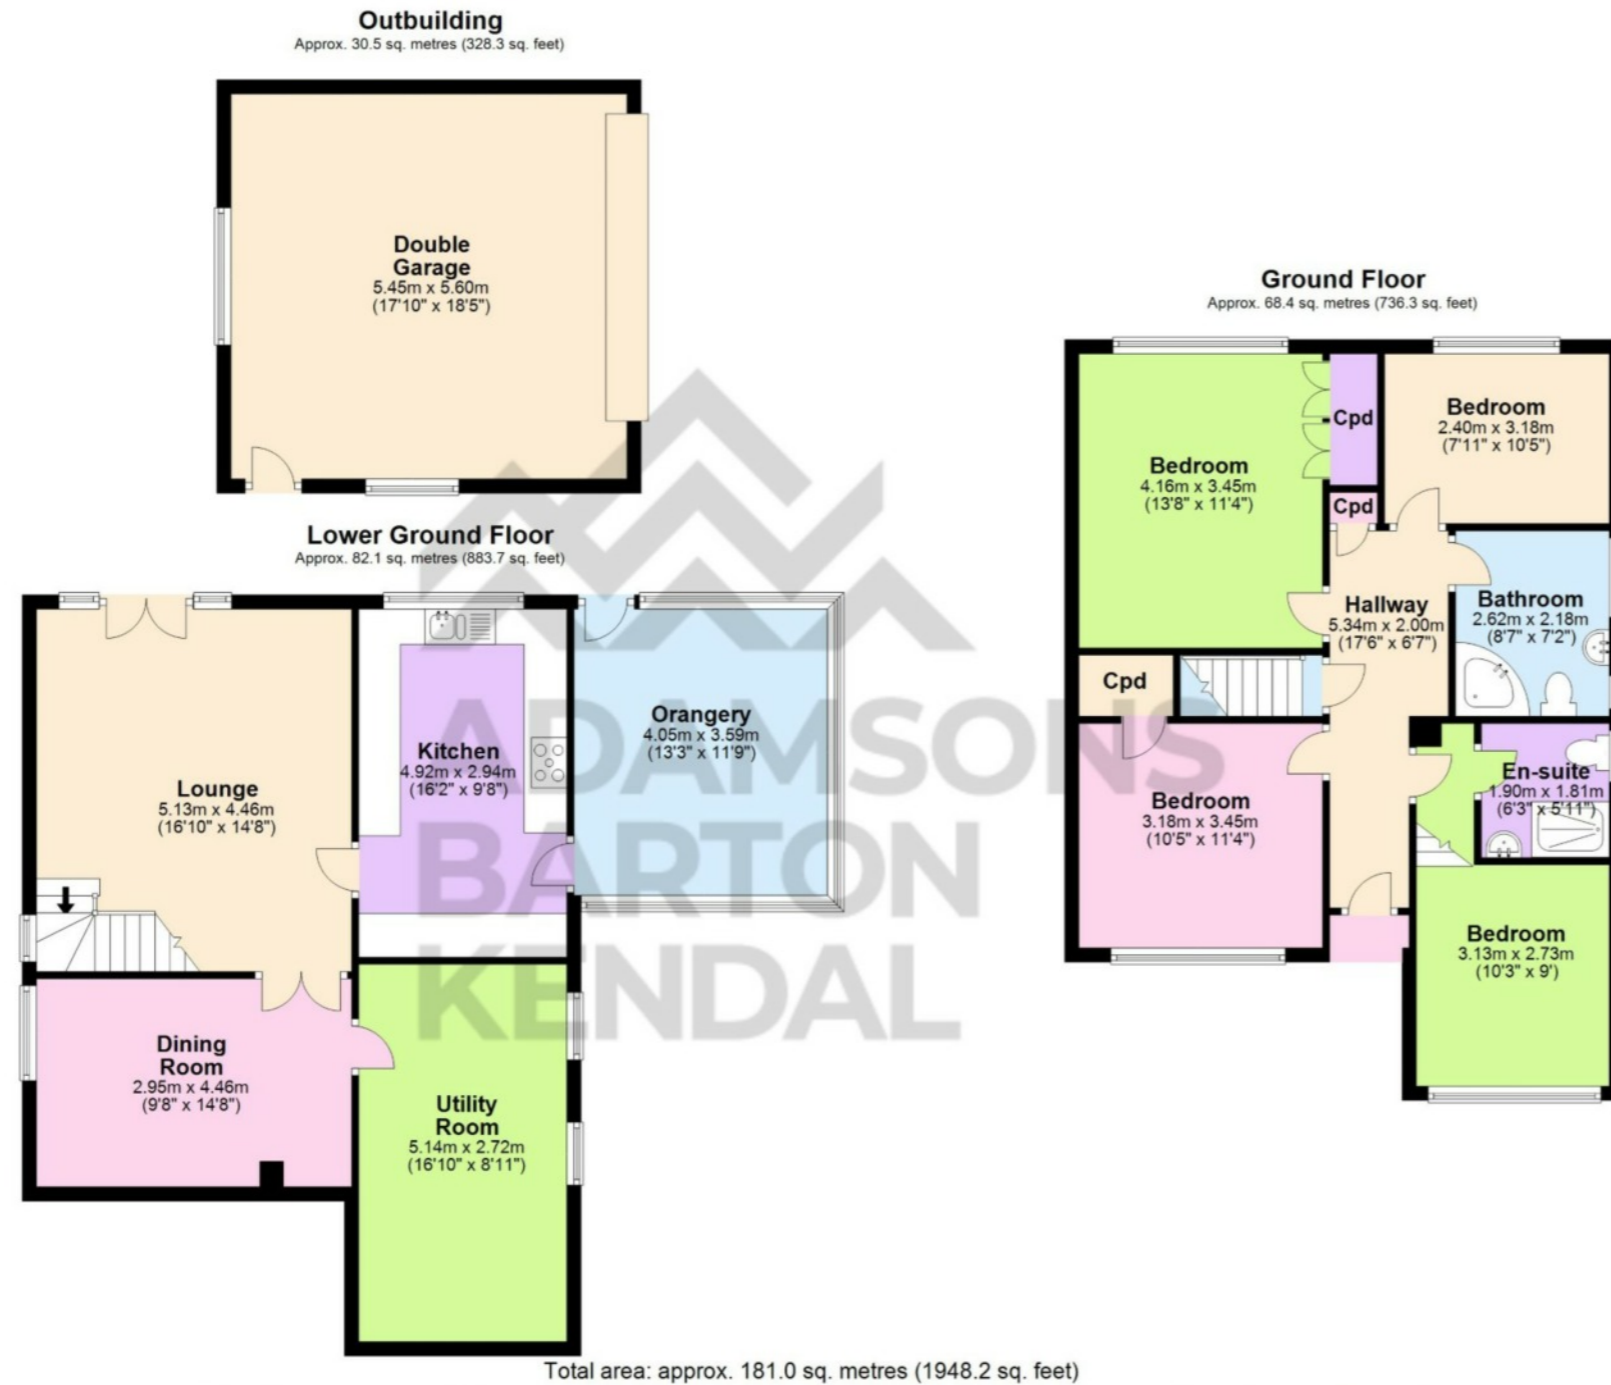 Outbuilding
Approx. 30.5 sq. metres (328.3 sq. feet)
Double
Garage
5.45m x 5.60m
(17'10" x 18'5")
Lower Ground Floor
Approx. 82.1 sq. metres (883.7 sq. feet)
Lounge
5.13m x 4.46m
(16'10" x 14'8")
Kitchen
4.92m x 2.94m
(16'2" x 9'8")
Orangery
4.05m x 3.59m
(13'3" x 11'9")
Dining
Room
2.95m x 4.46m
(9'8" x 14'8")
Utility
Room
5.14m x 2.72m
(16'10" x 8'11")
Ground Floor
Approx. 68.4 sq. metres (736.3 sq. feet)
Bedroom
4.16m x 3.45m
(13'8" x 11'4")
Cpd
Bedroom
2.40m x 3.18m
(7'11" x 10'5")
Cpd
Hallway
5.34m x 2.00m
(17'6" x 6'7")
Bathroom
2.62m x 2.18m
(8'7" x 7'2")
Cpd
Bedroom
3.18m x 3.45m
(10'5" x 11'4")
En-suite
1.90m x 1.81m
(6'3" x 5'11")
Bedroom
3.13m x 2.73m
(10'3" x 9')
ADAMSONS
BARTON
KENDAL
Total area: approx. 181.0 sq. metres (1948.2 sq. feet)